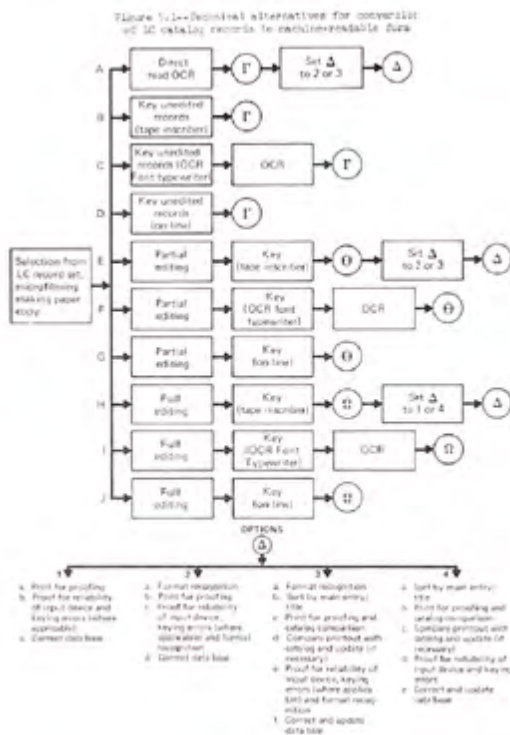 Figure 5.1--Technical alternatives for conversion
of LC catalog records to machine-readable form
A
Direct
read OCR
Γ
Set Δ
to 2 or 3
Δ
B
Key unedited
records
(tape inscriber)
Γ
C
Key unedited
records (OCR
Font typewriter)
OCR
Γ
D
Key unedited
records
(on line)
Γ
Selection from
LC record set,
microfilming
making paper
copy
E
Partial
editing
Key
(tape inscriber)
Θ
Set Δ
to 2 or 3
Δ
F
Partial
editing
Key
(OCR font
typewriter)
OCR
Θ
G
Partial
editing
Key
(on line)
Θ
H
Full
editing
Key
(tape inscriber)
Ω
Set Δ
to 1 or 4
Δ
I
Full
editing
Key
(OCR Font
Typewriter)
OCR
Ω
J
Full
editing
Key
(on line)
Ω
OPTIONS
Δ
1
a. Print for proofing
b. Proof for reliability
of input device and
keying errors (where
applicable)
c. Correct data base
2
a. Format recognition
b. Print for proofing
c. Proof for reliability
of input device,
keying errors (where
applicable) and format
recognition
d. Correct data base
3
a. Format recognition
b. Sort by main entry/
title
c. Print for proofing and
catalog comparison
d. Compare printout with
catalog and update (if
necessary)
e. Proof for reliability of
input device, keying
errors (where applica
ble) and format recog
nition
f. Correct and update
data base
4
a. Sort by main entry/
title
b. Print for proofing and
catalog comparison
c. Compare printout with
catalog and update (if
necessary)
d. Proof for reliability of
input device and keying
errors
e. Correct and update
data base